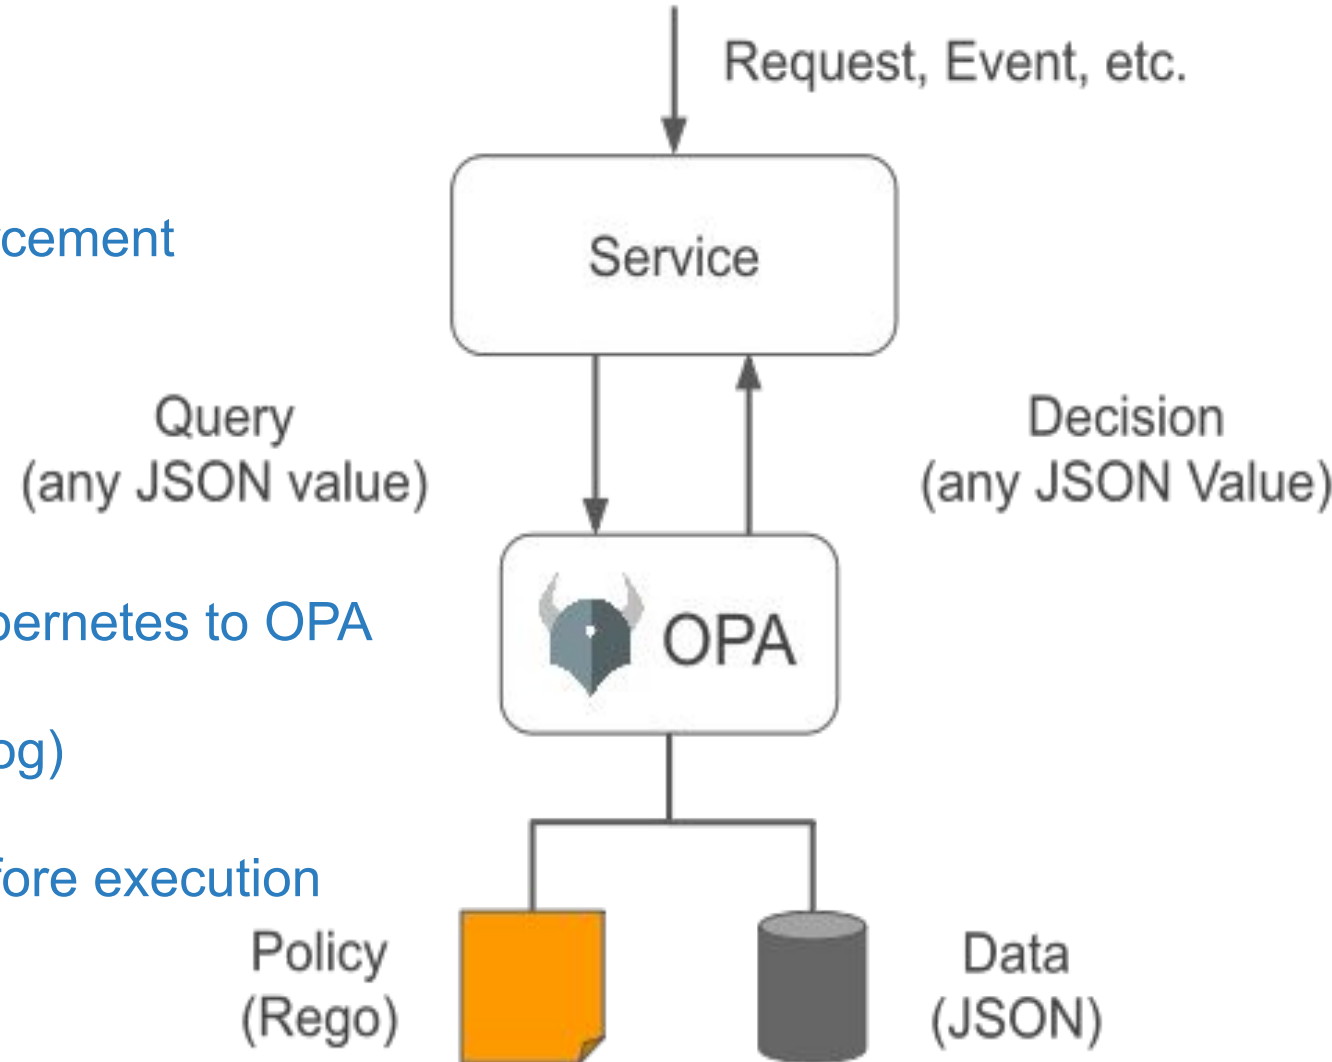 Request, Event, etc.
cement
Service
Query
(any JSON value)
Decision
(any JSON Value)
bernetes to OPA
OPA
og)
fore execution
Policy
(Rego)
Data
(JSON)